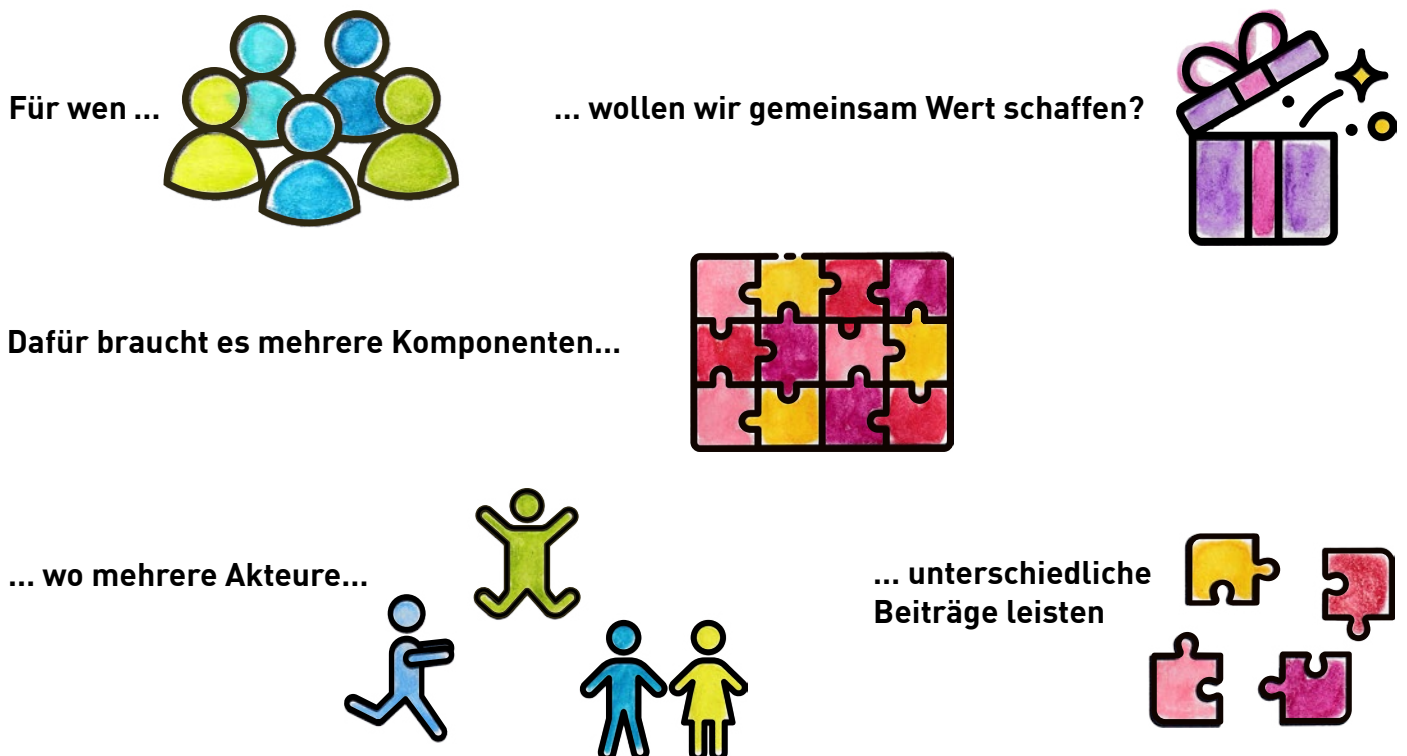 Für wen ...
... wollen wir gemeinsam Wert schaffen?
Dafür braucht es mehrere Komponenten...
... wo mehrere Akteure...
... unterschiedliche
Beiträge leisten